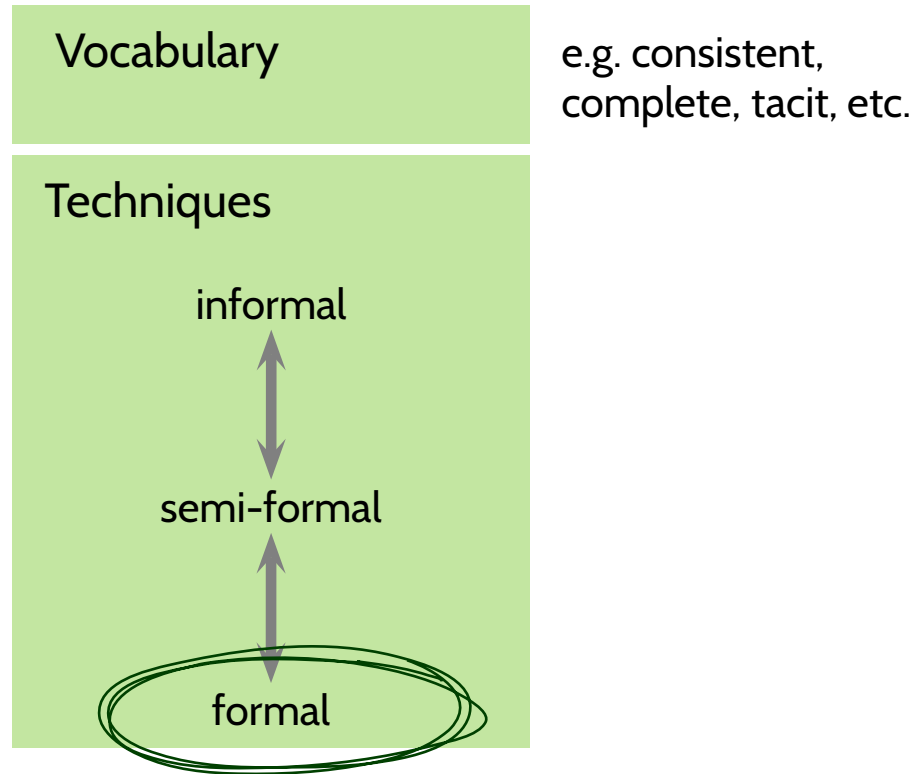 Vocabulary
e.g. consistent,
complete, tacit, etc.
Techniques
informal
semi-formal
formal